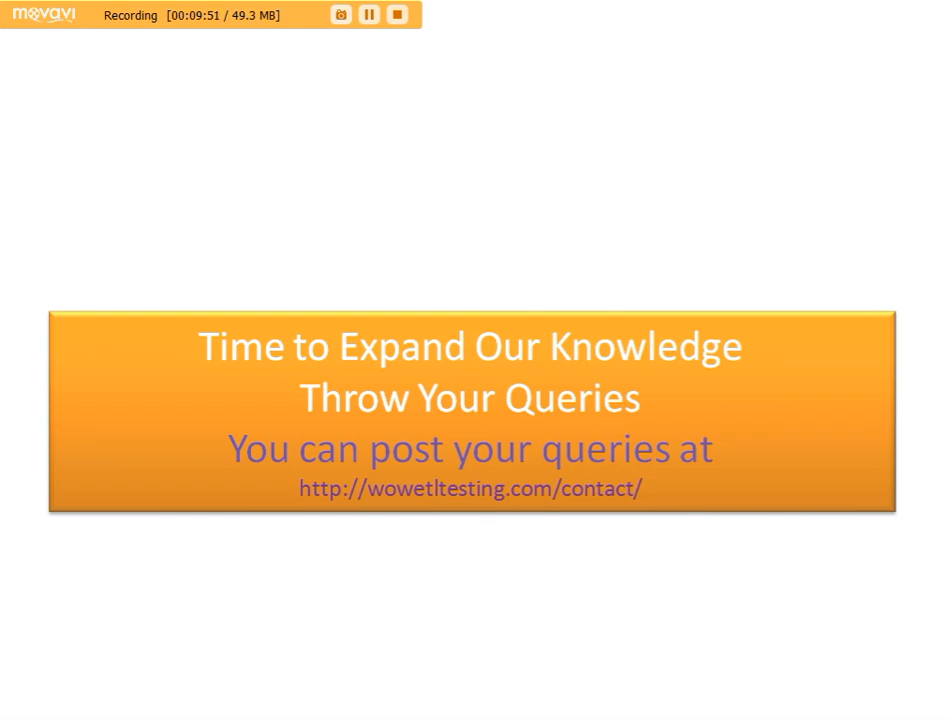 movavi Recording [00:09:51 / 49.3 MB]
Time to Expand Our Knowledge
Throw Your Queries
You can post your queries at
http://wowetltesting.com/contact/